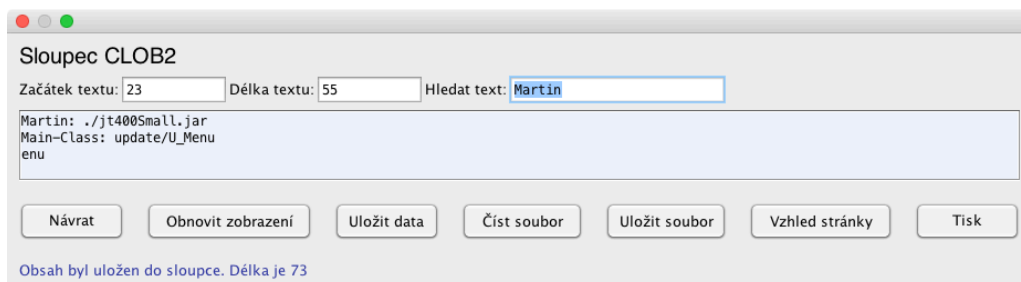 Sloupec CLOB2
Začátek textu: 23 Délka textu: 55 Hledat text: Martin
Martin: ./jt400Small.jar
Main-Class: update/U_Menu
enu
Návrat Obnovit zobrazení Uložit data Číst soubor Uložit soubor Vzhled stránky Tisk
Obsah byl uložen do sloupce. Délka je 73